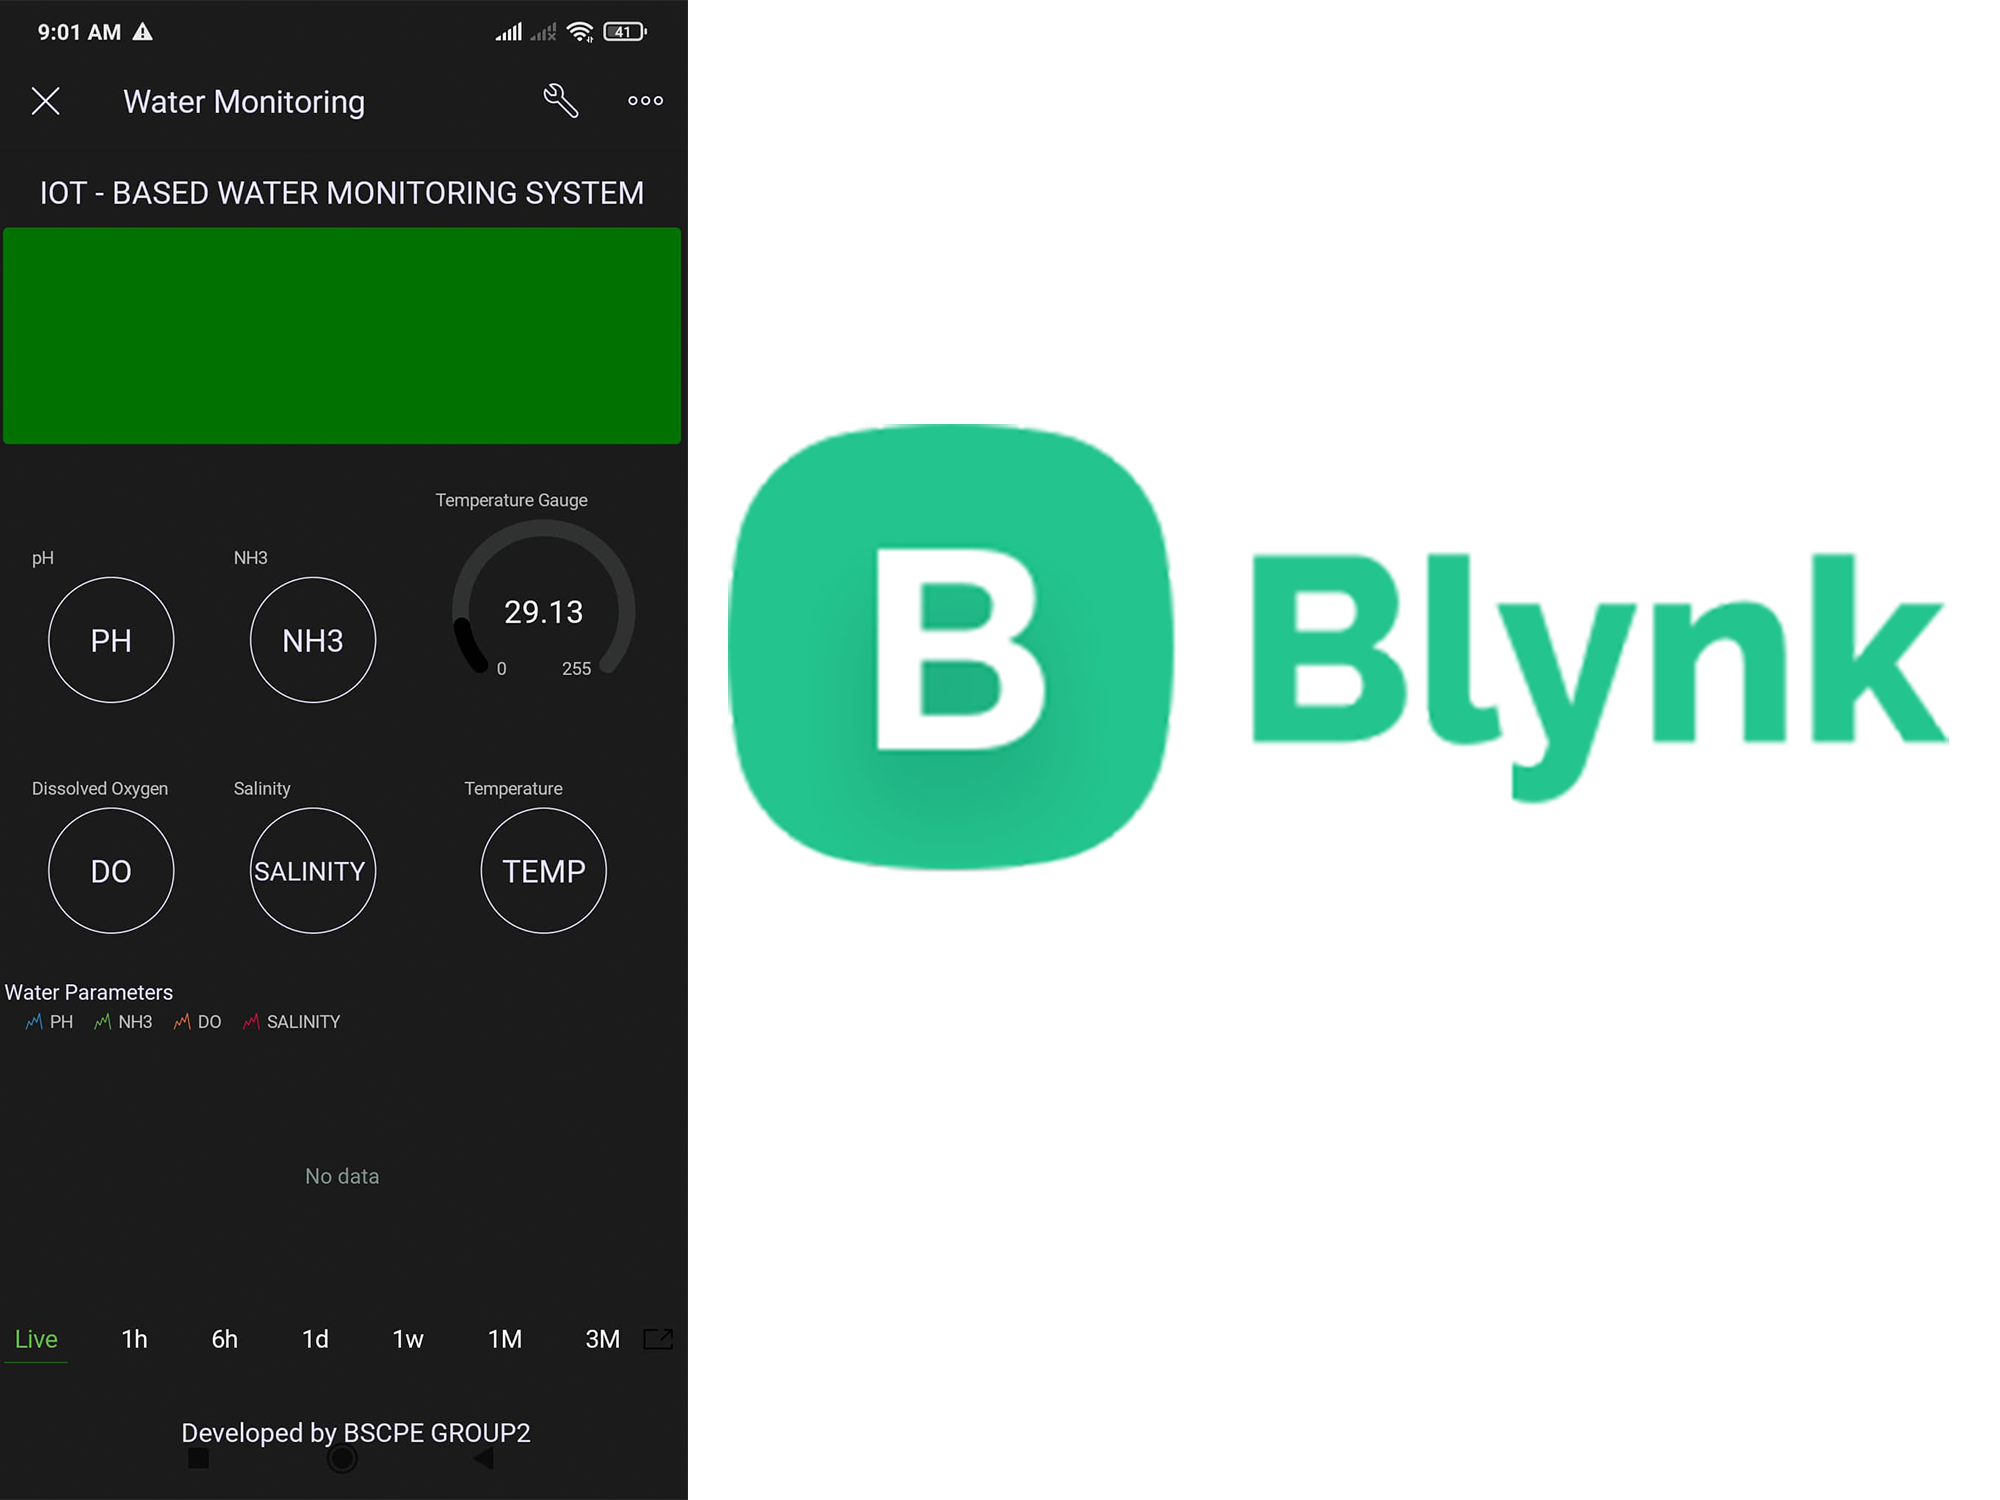 9:01 AM
41
Water Monitoring
IOT - BASED WATER MONITORING SYSTEM
Temperature Gauge
29.13
0 255
pH
PH
NH3
NH3
Dissolved Oxygen
DO
Salinity
SALINITY
Temperature
TEMP
Water Parameters
PH NH3 DO SALINITY
No data
Live 1h 6h 1d 1w 1M 3M
Developed by BSCPE GROUP2
B
Blynk